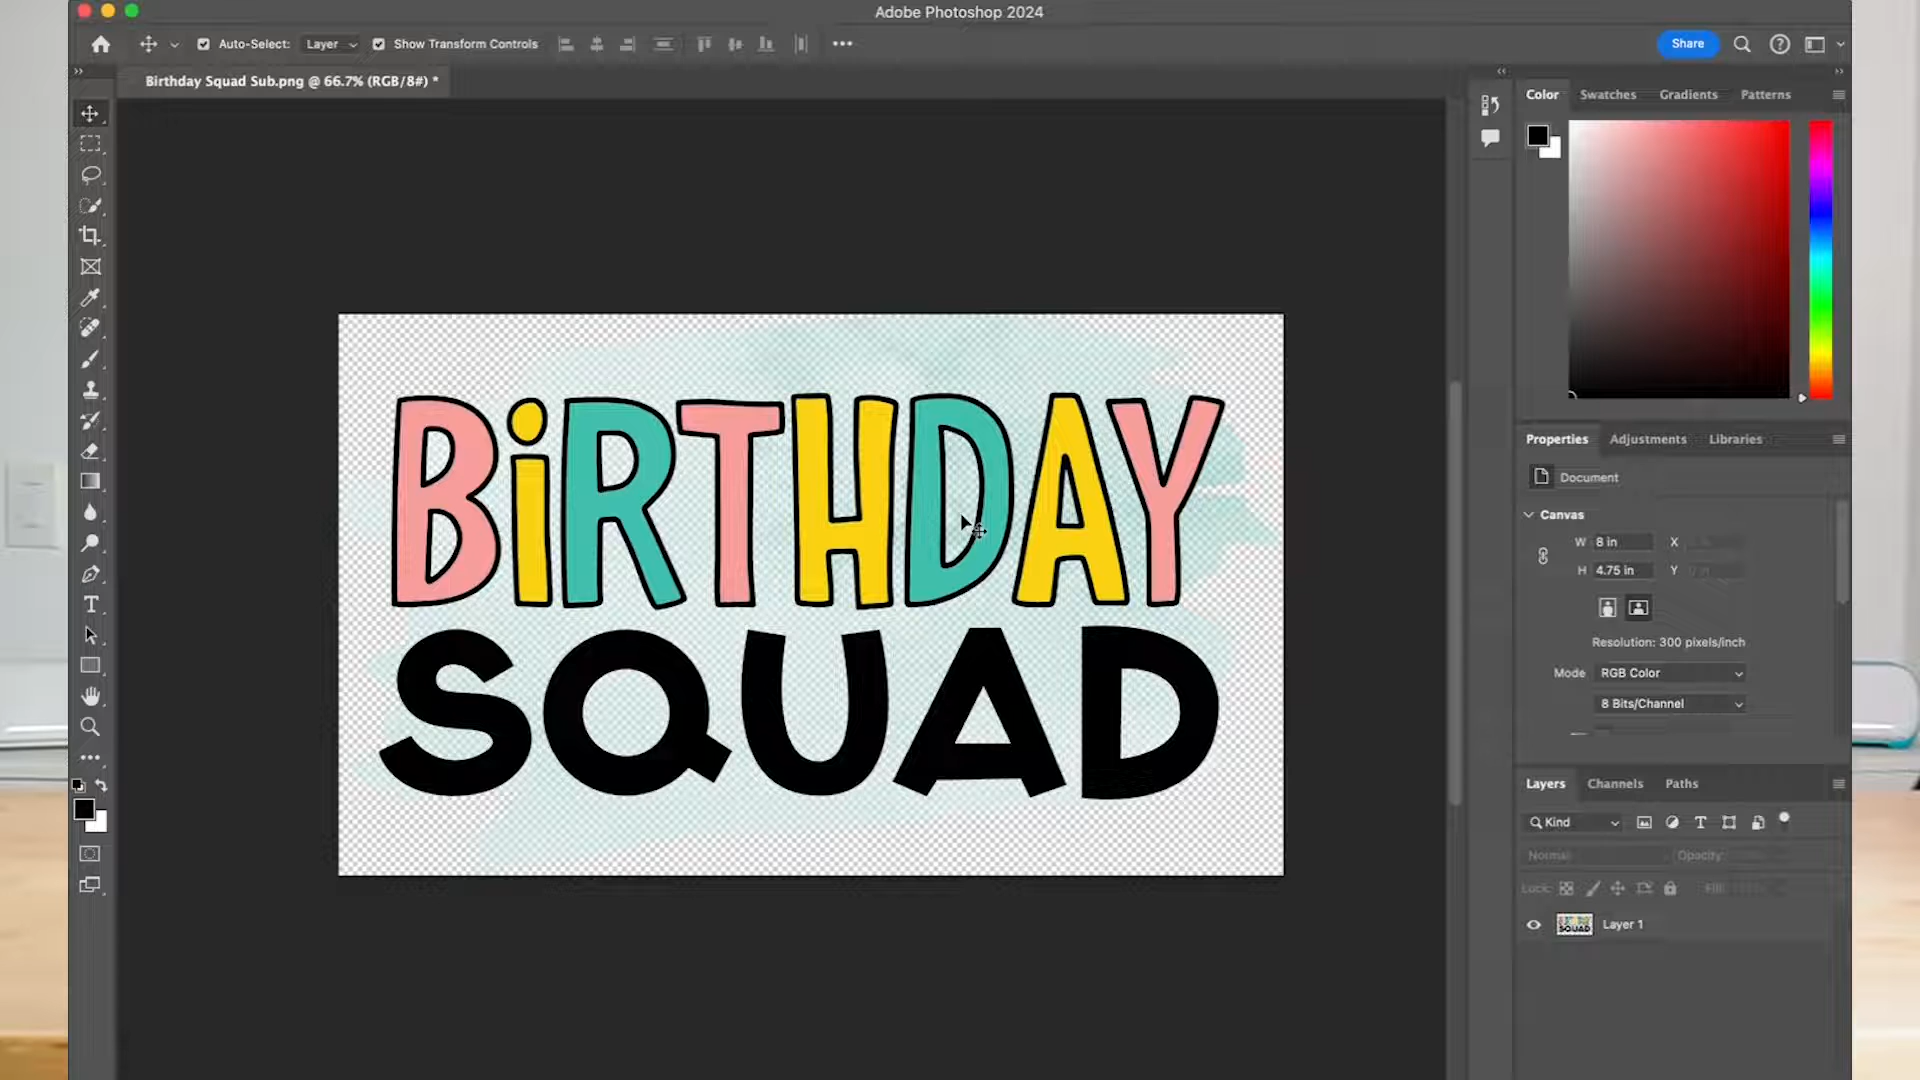 Adobe Photoshop 2024
Auto-Select: Layer Show Transform Controls
Share
Birthday Squad Sub.png @ 66.7% (RGB/8#) *
BiRTHDAY
SQUAD
Color Swatches Gradients Patterns
Properties Adjustments Libraries
Document
Canvas
W 8 in X
H 4.75 in Y
Resolution: 300 pixels/inch
Mode RGB Color
8 Bits/Channel
Layers Channels Paths
Kind
Normal Opacity:
Lock: Fill:
Layer 1
SQUAD